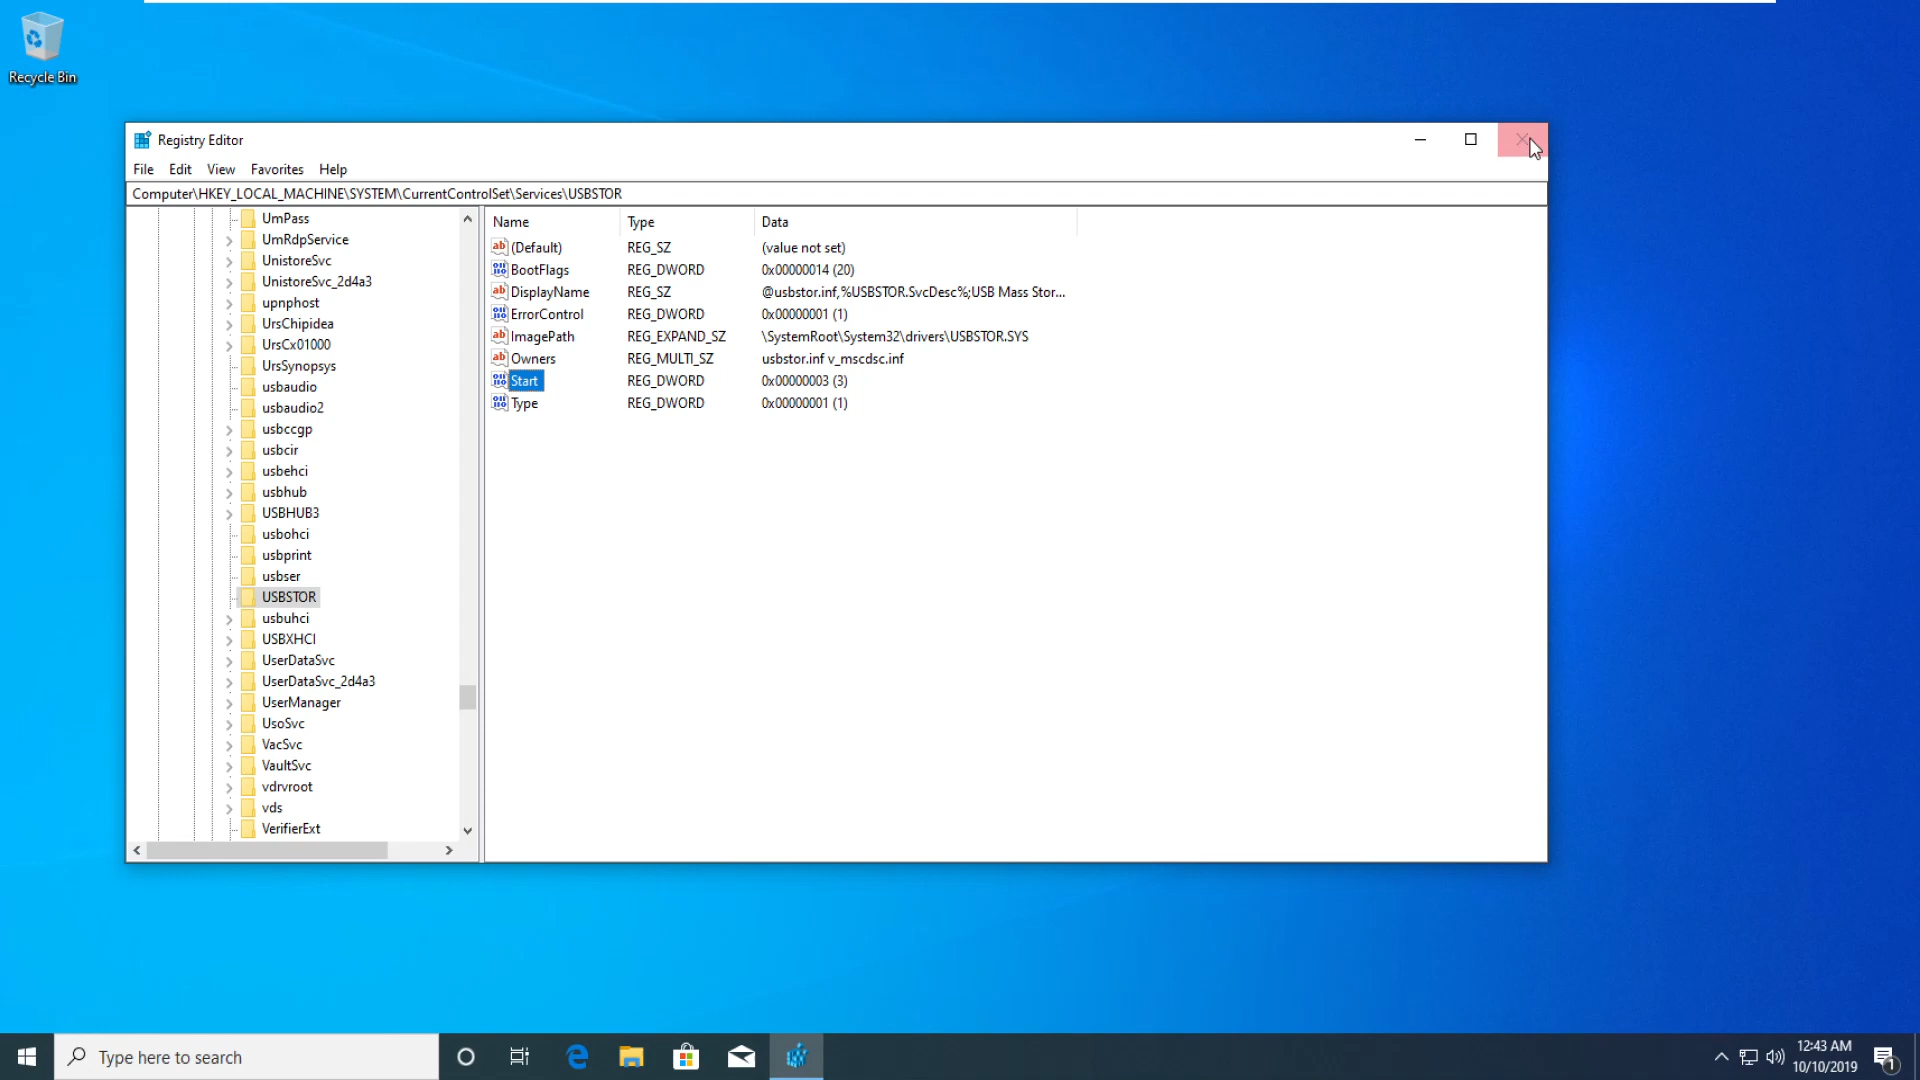 Recycle Bin
Registry Editor
File Edit View Favorites Help
Computer\HKEY_LOCAL_MACHINE\SYSTEM\CurrentControlSet\Services\USBSTOR
UmPass
UmRdpService
UnistoreSvc
UnistoreSvc_2d4a3
upnphost
UrsChipidea
UrsCx01000
UrsSynopsys
usbaudio
usbaudio2
usbccgp
usbcir
usbehci
usbhub
USBHUB3
usbohci
usbprint
usbser
USBSTOR
usbuhci
USBXHCI
UserDataSvc
UserDataSvc_2d4a3
UserManager
UsoSvc
VacSvc
VaultSvc
vdrvroot
vds
VerifierExt
Name Type Data
(Default) REG_SZ (value not set)
BootFlags REG_DWORD 0x00000014 (20)
DisplayName REG_SZ @usbstor.inf,%USBSTOR.SvcDesc%;USB Mass Stor...
ErrorControl REG_DWORD 0x00000001 (1)
ImagePath REG_EXPAND_SZ \SystemRoot\System32\drivers\USBSTOR.SYS
Owners REG_MULTI_SZ usbstor.inf v_mscdsc.inf
Start REG_DWORD 0x00000003 (3)
Type REG_DWORD 0x00000001 (1)
Type here to search
12:43 AM
10/10/2019
1